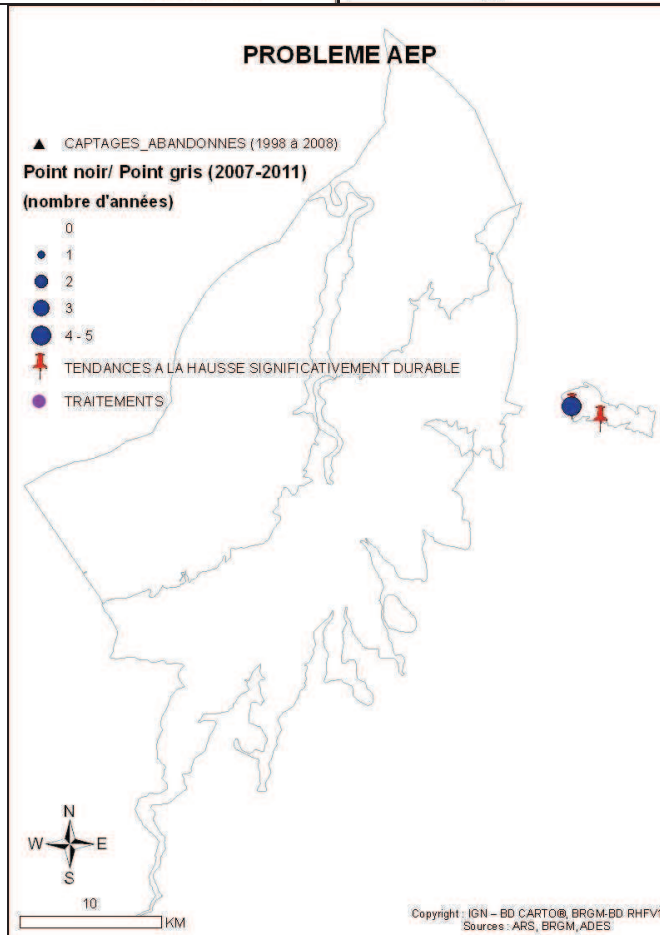 PROBLEME AEP
CAPTAGES_ABANDONNES (1998 à 2008)
Point noir/ Point gris (2007-2011)
(nombre d'années)
0
1
2
3
4 - 5
TENDANCES A LA HAUSSE SIGNIFICATIVEMENT DURABLE
TRAITEMENTS
N
W E
S
10
KM
Copyright : IGN – BD CARTO®, BRGM-BD RHFV1
Sources : ARS, BRGM, ADES